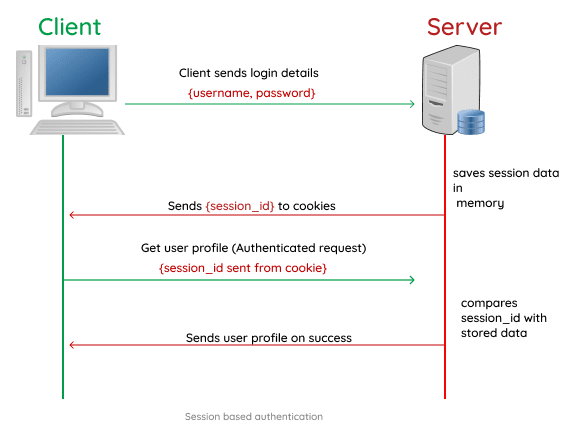 Client
Server
Client sends login details
{username, password}
saves session data
in
memory
Sends {session_id} to cookies
Get user profile (Authenticated request)
{session_id sent from cookie}
compares
session_id with
stored data
Sends user profile on success
Session based authentication